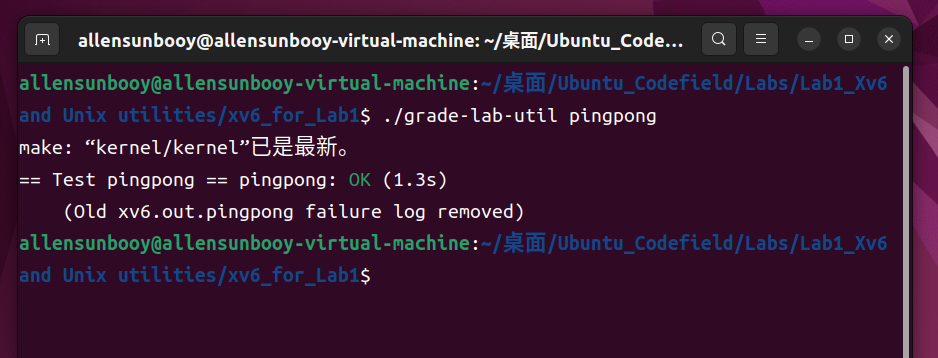 allensunbooy@allensunbooy-virtual-machine: ~/桌面/Ubuntu_Code...
allensunbooy@allensunbooy-virtual-machine:~/桌面/Ubuntu_Codefield/Labs/Lab1_Xv6
and Unix utilities/xv6_for_Lab1$ ./grade-lab-util pingpong
make: “kernel/kernel”已是最新。
== Test pingpong == pingpong: OK (1.3s)
    (Old xv6.out.pingpong failure log removed)
allensunbooy@allensunbooy-virtual-machine:~/桌面/Ubuntu_Codefield/Labs/Lab1_Xv6
and Unix utilities/xv6_for_Lab1$